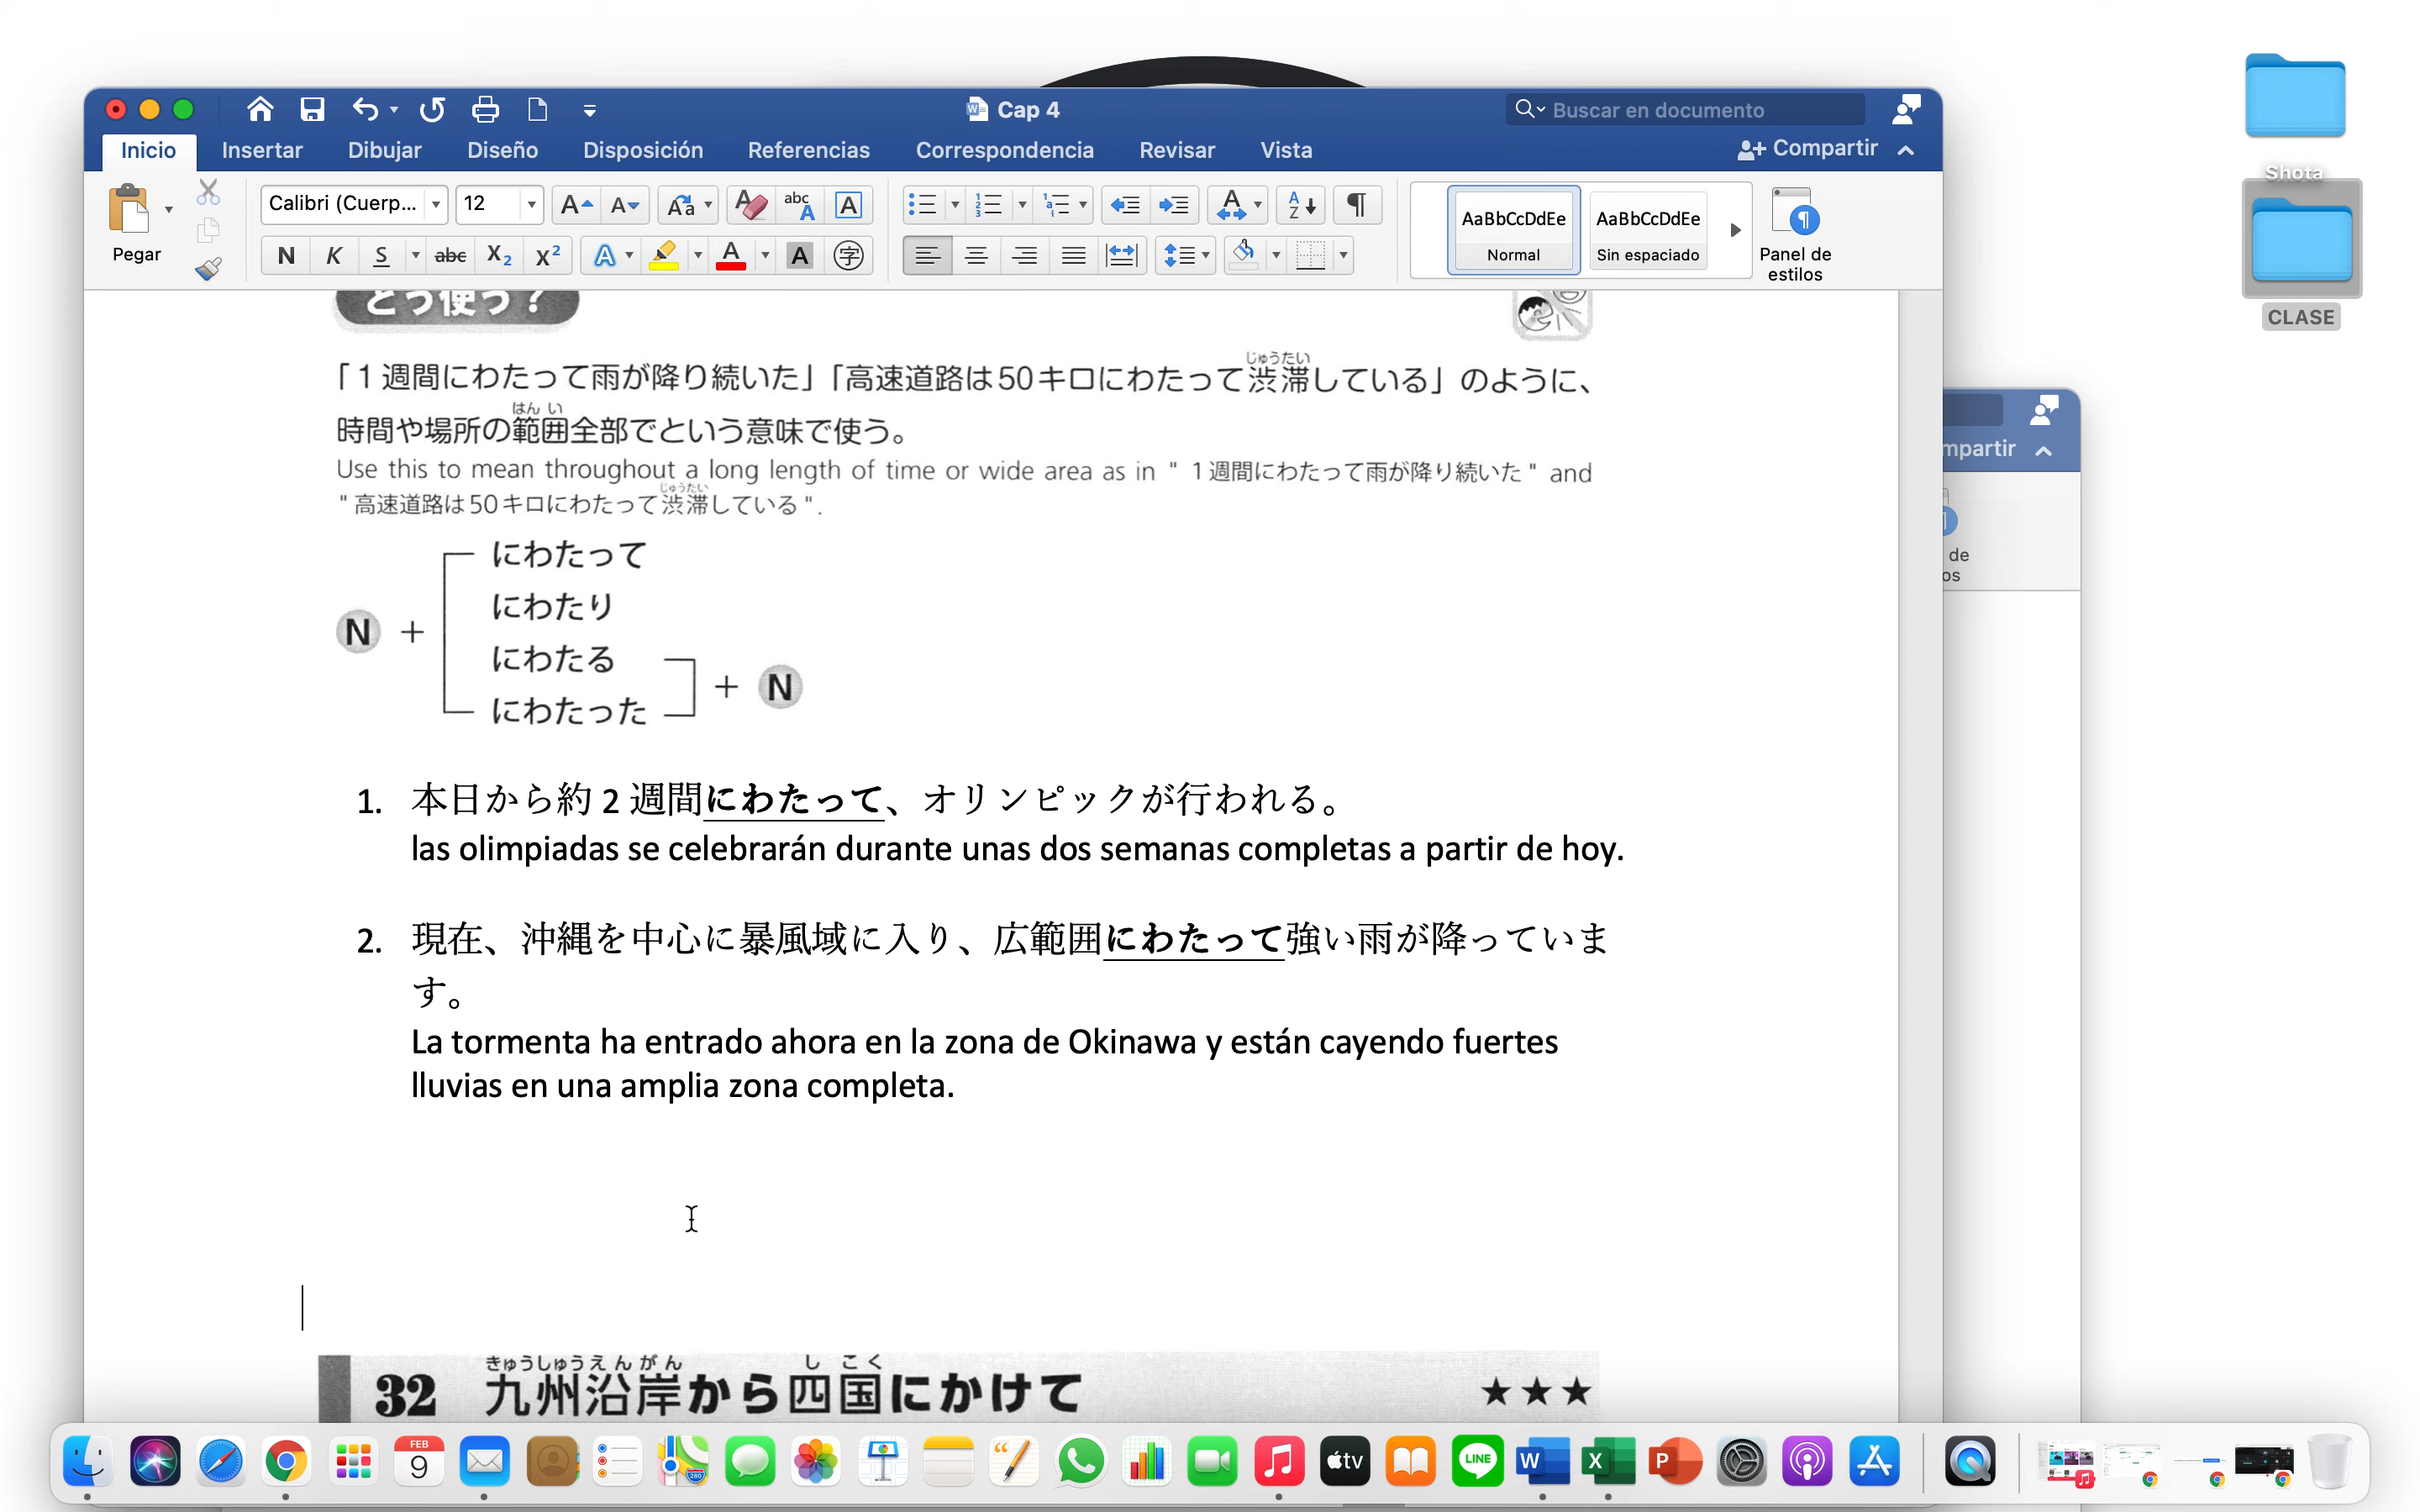 Cap 4
Buscar en documento
Inicio Insertar Dibujar Diseño Disposición Referencias Correspondencia Revisar Vista
Compartir
Pegar
Calibri (Cuerp...
12
N K S abc X₂ X²
AaBbCcDdEe
Normal
AaBbCcDdEe
Sin espaciado
Panel de
estilos
Shota
CLASE
mpartir
de
os
どう使う?
「1週間にわたって雨が降り続いた」「高速道路は50キロにわたって渋滞している」のように、
じゅうたい
時間や場所の範囲全部でという意味で使う。
はんい
Use this to mean throughout a long length of time or wide area as in "1週間にわたって雨が降り続いた" and
"高速道路は50キロにわたって渋滞している".
じゅうたい
にわたって
にわたり
N +
にわたる
+ N
にわたった
1. 本日から約2週間にわたって、オリンピックが行われる。
las olimpiadas se celebrarán durante unas dos semanas completas a partir de hoy.
2. 現在、沖縄を中心に暴風域に入り、広範囲にわたって強い雨が降っていま
す。
La tormenta ha entrado ahora en la zona de Okinawa y están cayendo fuertes
lluvias en una amplia zona completa.
きゅうしゅうえんがん しこく
32 九州沿岸から四国にかけて ★★★
FEB
9
280
tv
LINE
W
X
P